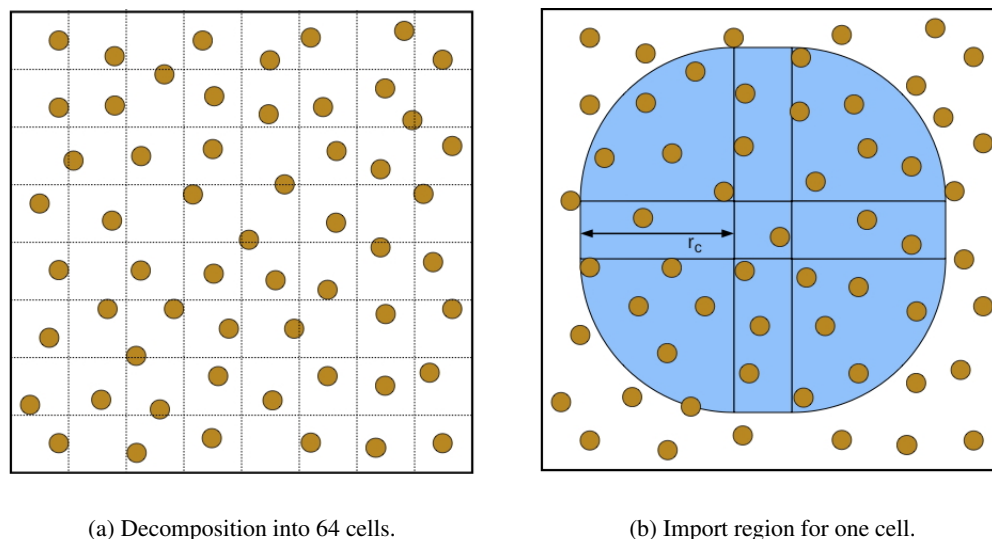 r_c
(a) Decomposition into 64 cells.
(b) Import region for one cell.